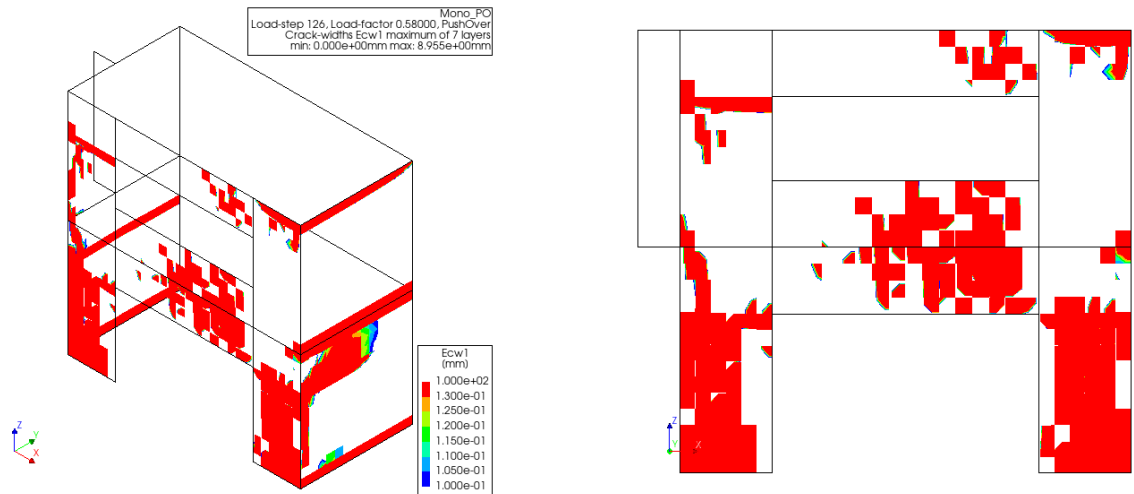 Mono_PO
Load-step 126, Load-factor 0.58000, PushOver
Crack-widths Ecw1 maximum of 7 layers
min: 0.000e+00mm max: 8.955e+00mm
Ecw1
(mm)
1.000e+02
1.300e-01
1.250e-01
1.200e-01
1.150e-01
1.100e-01
1.050e-01
1.000e-01
Z
Y
X
Z
Y
X